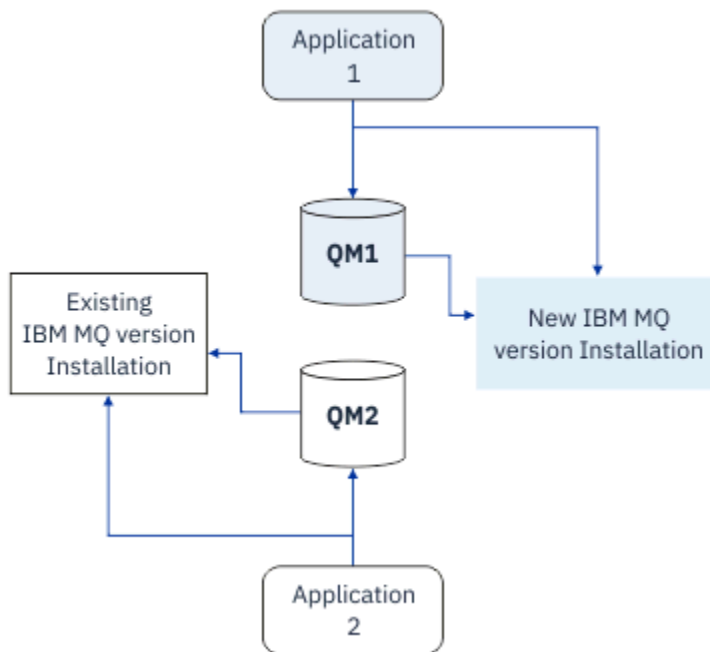 Application
1
QM1
Existing
IBM MQ version
Installation
New IBM MQ
version Installation
QM2
Application
2